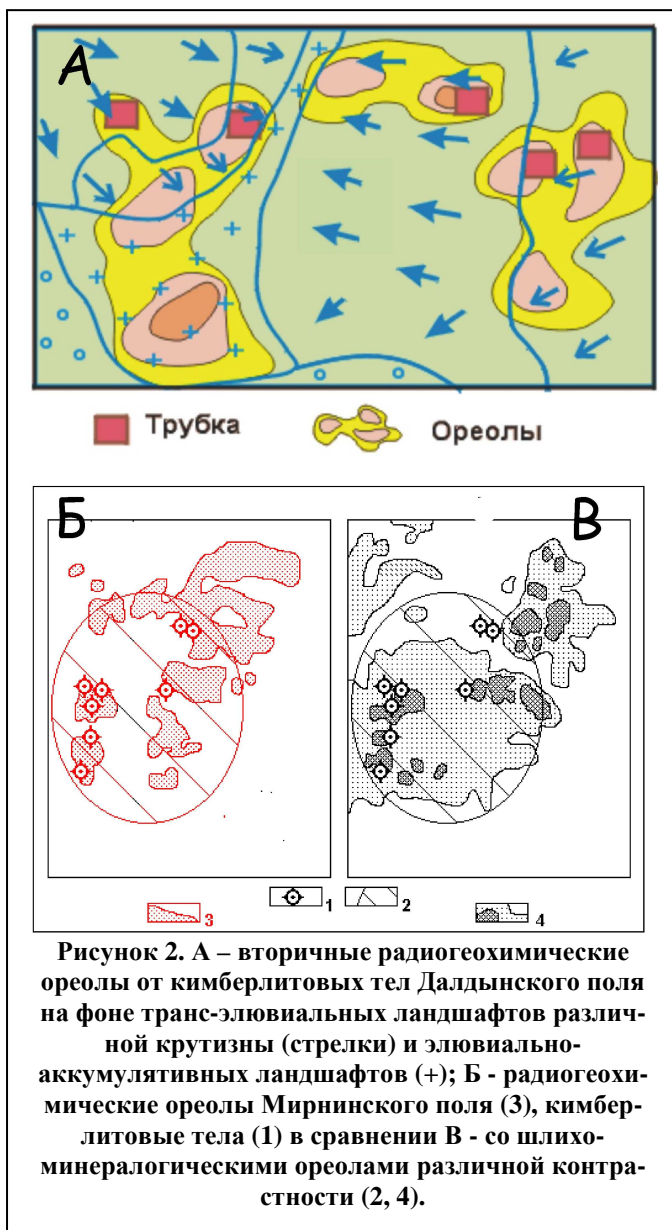 А
Трубка
Ореолы
Б
В
3
1
2
4
Рисунок 2. А – вторичные радиогеохимические
ореолы от кимберлитовых тел Далдынского поля
на фоне транс-элювиальных ландшафтов различ-
ной крутизны (стрелки) и элювиально-
аккумулятивных ландшафтов (+); Б - радиогеохи-
мические ореолы Мирнинского поля (3), кимбер-
литовые тела (1) в сравнении В - со шлихо-
минералогическими ореолами различной контра-
стности (2, 4).